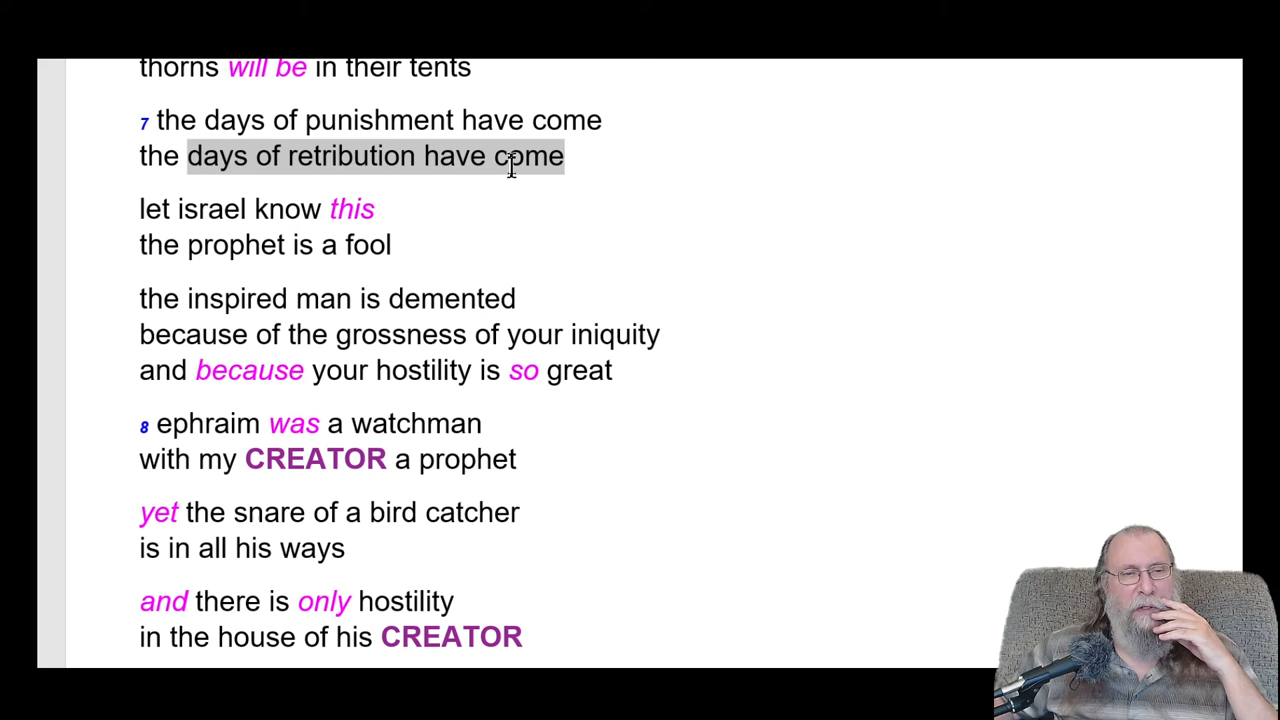 thorns will be in their tents
7 the days of punishment have come
the days of retribution have come
let israel know this
the prophet is a fool
the inspired man is demented
because of the grossness of your iniquity
and because your hostility is so great
8 ephraim was a watchman
with my CREATOR a prophet
yet the snare of a bird catcher
is in all his ways
and there is only hostility
in the house of his CREATOR